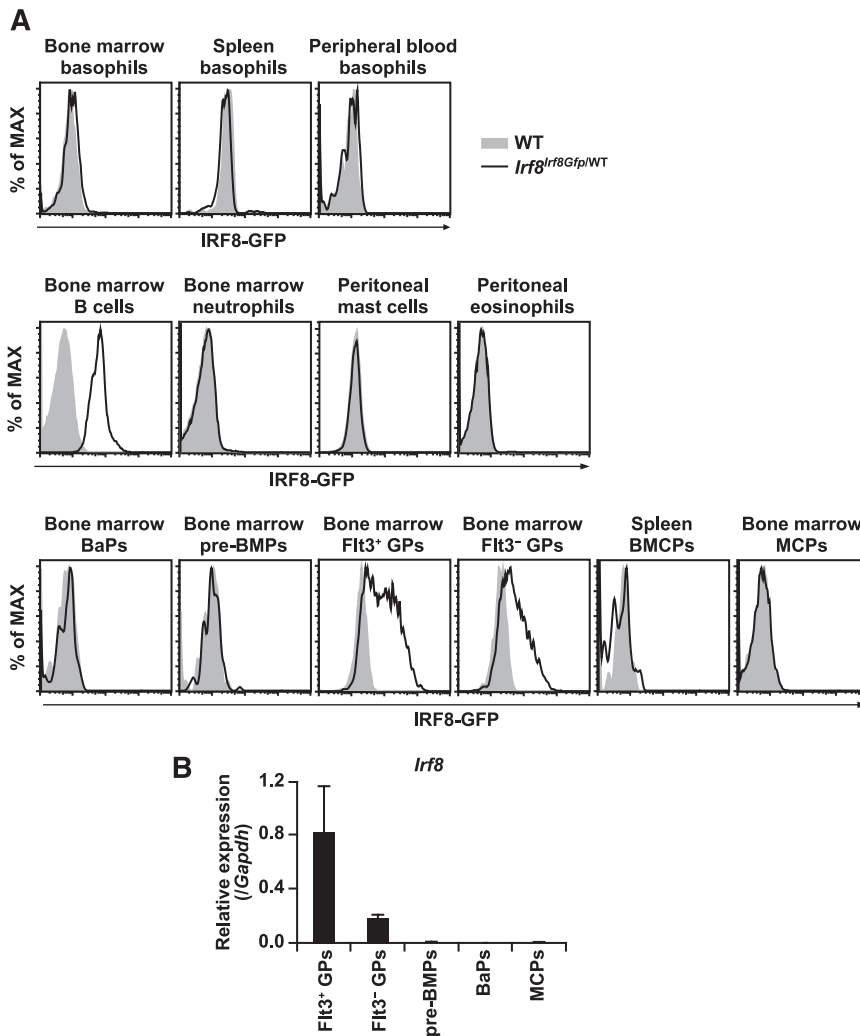 A
Bone marrow
basophils
Spleen
basophils
Peripheral blood
basophils
% of MAX
WT
Irf8^Irf8Gfp/WT
IRF8-GFP
Bone marrow
B cells
Bone marrow
neutrophils
Peritoneal
mast cells
Peritoneal
eosinophils
% of MAX
IRF8-GFP
Bone marrow
BaPs
Bone marrow
pre-BMPs
Bone marrow
Flt3⁺ GPs
Bone marrow
Flt3⁻ GPs
Spleen
BMCPs
Bone marrow
MCPs
% of MAX
IRF8-GFP
B
Irf8
Relative expression
(/Gapdh)
1.2
0.8
0.4
0.0
Flt3⁺ GPs
Flt3⁻ GPs
pre-BMPs
BaPs
MCPs